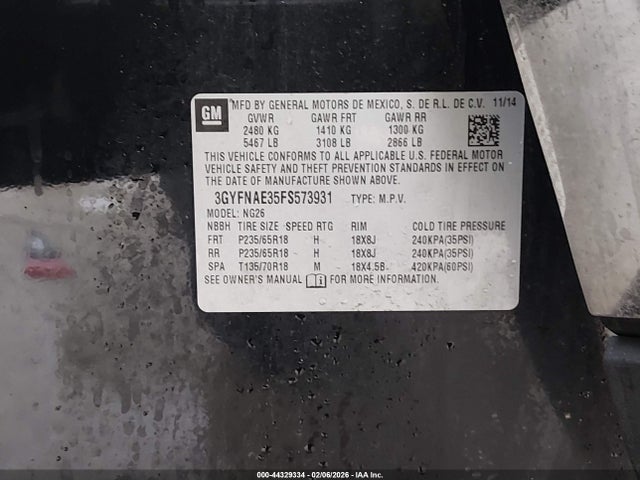 GM
MFD BY GENERAL MOTORS DE MEXICO, S. DE R.L. DE C.V. 11/14
GVWR GAWR FRT GAWR RR
2480 KG 1410 KG 1300 KG
5467 LB 3108 LB 2866 LB
THIS VEHICLE CONFORMS TO ALL APPLICABLE U.S. FEDERAL MOTOR
VEHICLE SAFETY AND THEFT PREVENTION STANDARDS IN EFFECT ON
THE DATE OF MANUFACTURE SHOWN ABOVE.
3GYFNAE35FS573931 TYPE: M.P.V.
MODEL: NG26
NBBH TIRE SIZE SPEED RTG RIM COLD TIRE PRESSURE
FRT P235/65R18 H 18X8J 240KPA(35PSI)
RR P235/65R18 H 18X8J 240KPA(35PSI)
SPA T135/70R18 M 18X4.5B 420KPA(60PSI)
SEE OWNER'S MANUAL FOR MORE INFORMATION.
000-44329334 - 02/06/2026 - IAA Inc.